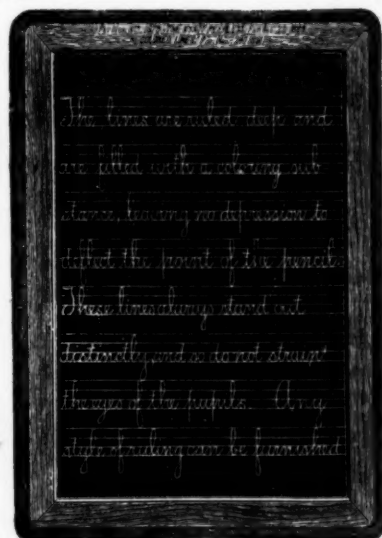 The lines are ruled deep and
are filled with a coloring sub
stance, leaving no depression to
deflect the point of the pencils
These lines always stand out
distinctly and so do not strain
the eyes of the pupils. Any
style of ruling can be furnished